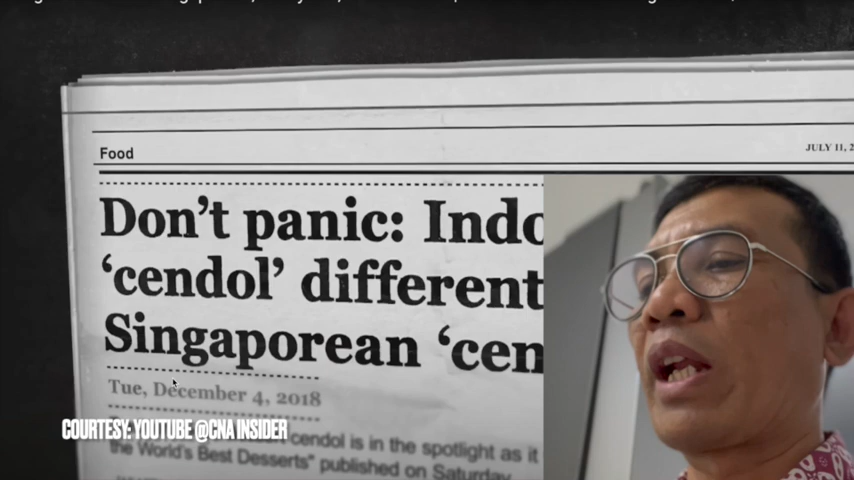 Food
JULY 11, 2
Don't panic: Indo
'cendol' different
Singaporean 'cen
Tue, December 4, 2018
COURTESY: YOUTUBE @CNA INSIDER
cendol is in the spotlight as it
the World's Best Desserts" published on Saturday